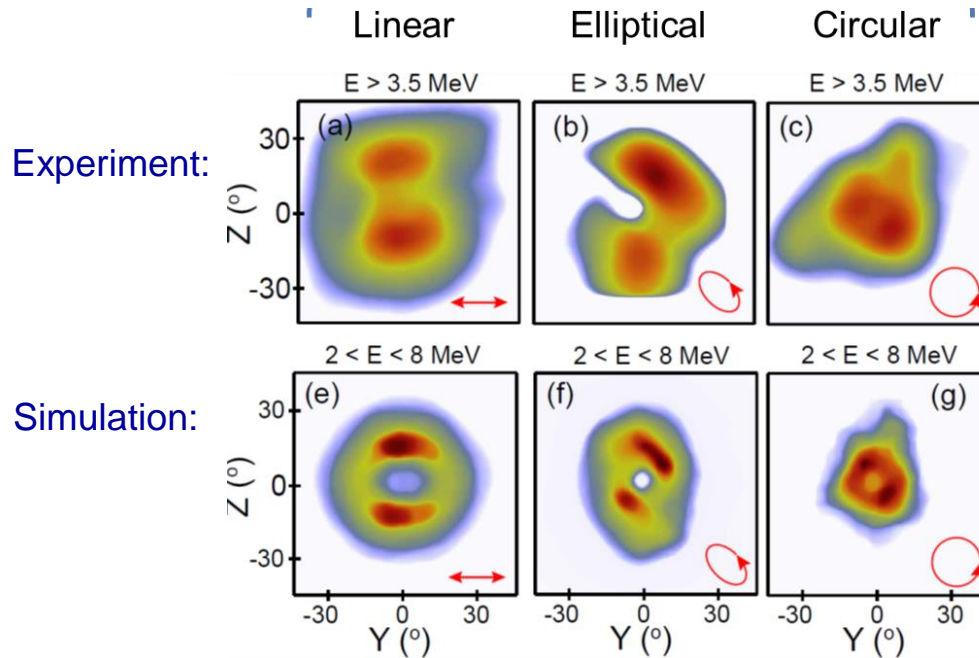 Linear Elliptical Circular
E > 3.5 MeV E > 3.5 MeV E > 3.5 MeV
Experiment:
(a) (b) (c)
Z (°)
30
0
-30
2 < E < 8 MeV 2 < E < 8 MeV 2 < E < 8 MeV
Simulation:
(e) (f) (g)
Z (°)
30
0
-30
-30 0 30 -30 0 30 -30 0 30
Y (°) Y (°) Y (°)